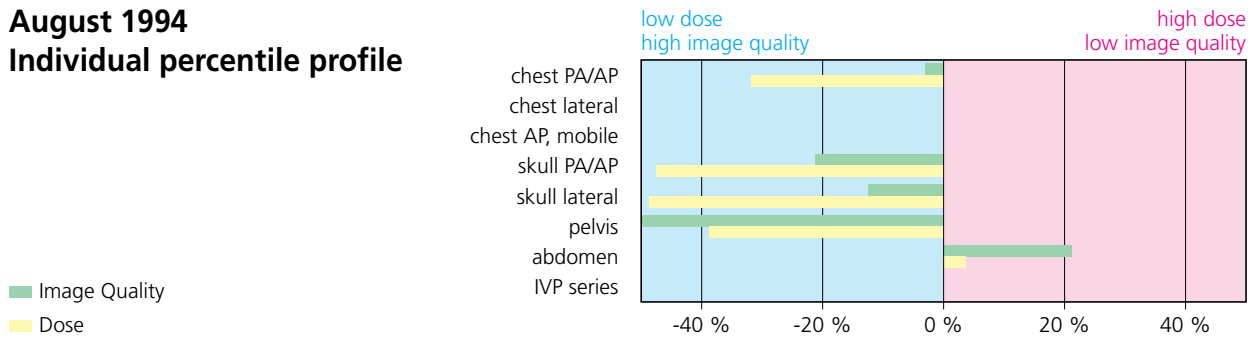 August 1994
Individual percentile profile
low dose
high image quality
high dose
low image quality
chest PA/AP
chest lateral
chest AP, mobile
skull PA/AP
skull lateral
pelvis
abdomen
IVP series
Image Quality
Dose
-40 %
-20 %
0 %
20 %
40 %